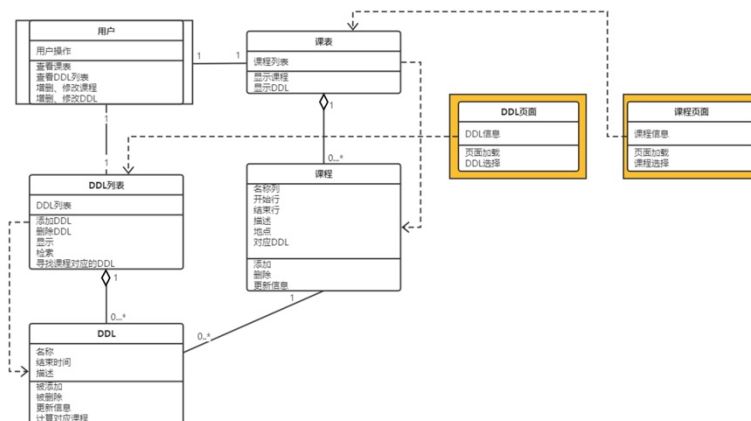 用户
用户操作
查看课表
查看DDL列表
增删、修改课程
增删、修改DDL
1
1
课表
课程列表
显示课程
显示DDL
1
0...*
1
1
DDL列表
DDL列表
添加DDL
删除DDL
显示
检索
寻找课程对应的DDL
1
0...*
课程
名称列
开始行
结束行
描述
地点
对应DDL
添加
删除
更新信息
1
0..*
DDL
名称
结束时间
描述
被添加
被删除
更新信息
计算对应课程
DDL页面
DDL信息
页面加载
DDL选择
课程页面
课程信息
页面加载
课程选择